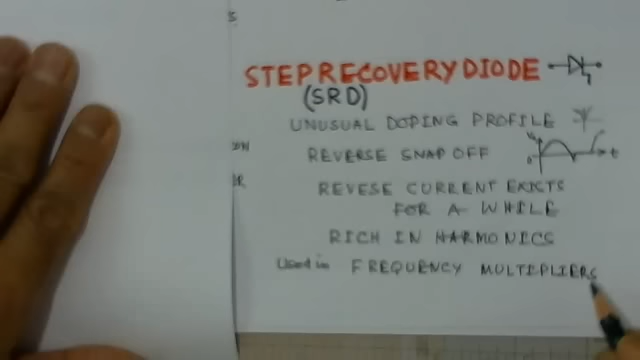 S
STEP RECOVERY DIODE
(SRD)
UNUSUAL DOPING PROFILE
REVERSE SNAP OFF
REVESE CURRENT EXISTS
FOR A WHILE
RICH IN HARMONICS
Used in FREQUENCY MULTIPLIERS